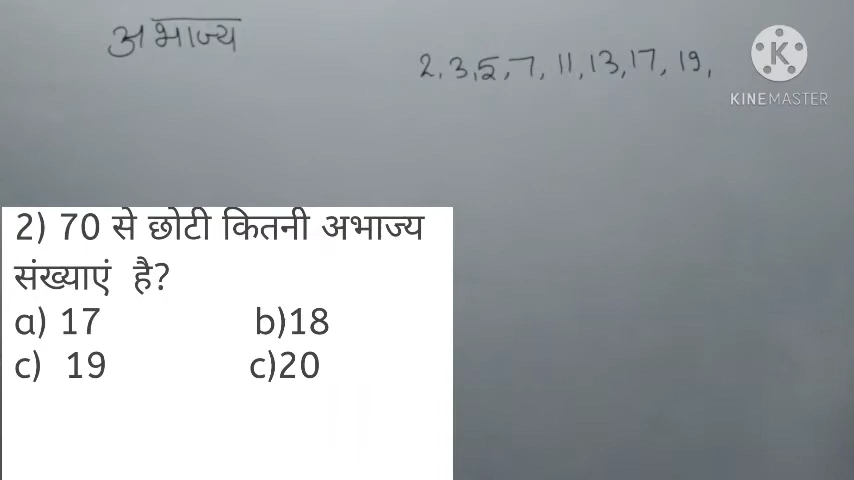 अभाज्य
2, 3, 5, 7, 11, 13, 17, 19,
K
KINEMASTER
2) 70 से छोटी कितनी अभाज्य
संख्याएं है?
a) 17 b)18
c) 19 c)20